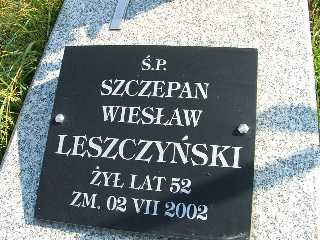 Ś.P.
SZCZEPAN
WIESŁAW
LESZCZYŃSKI
ŻYŁ LAT 52
ZM. 02 VII 2002